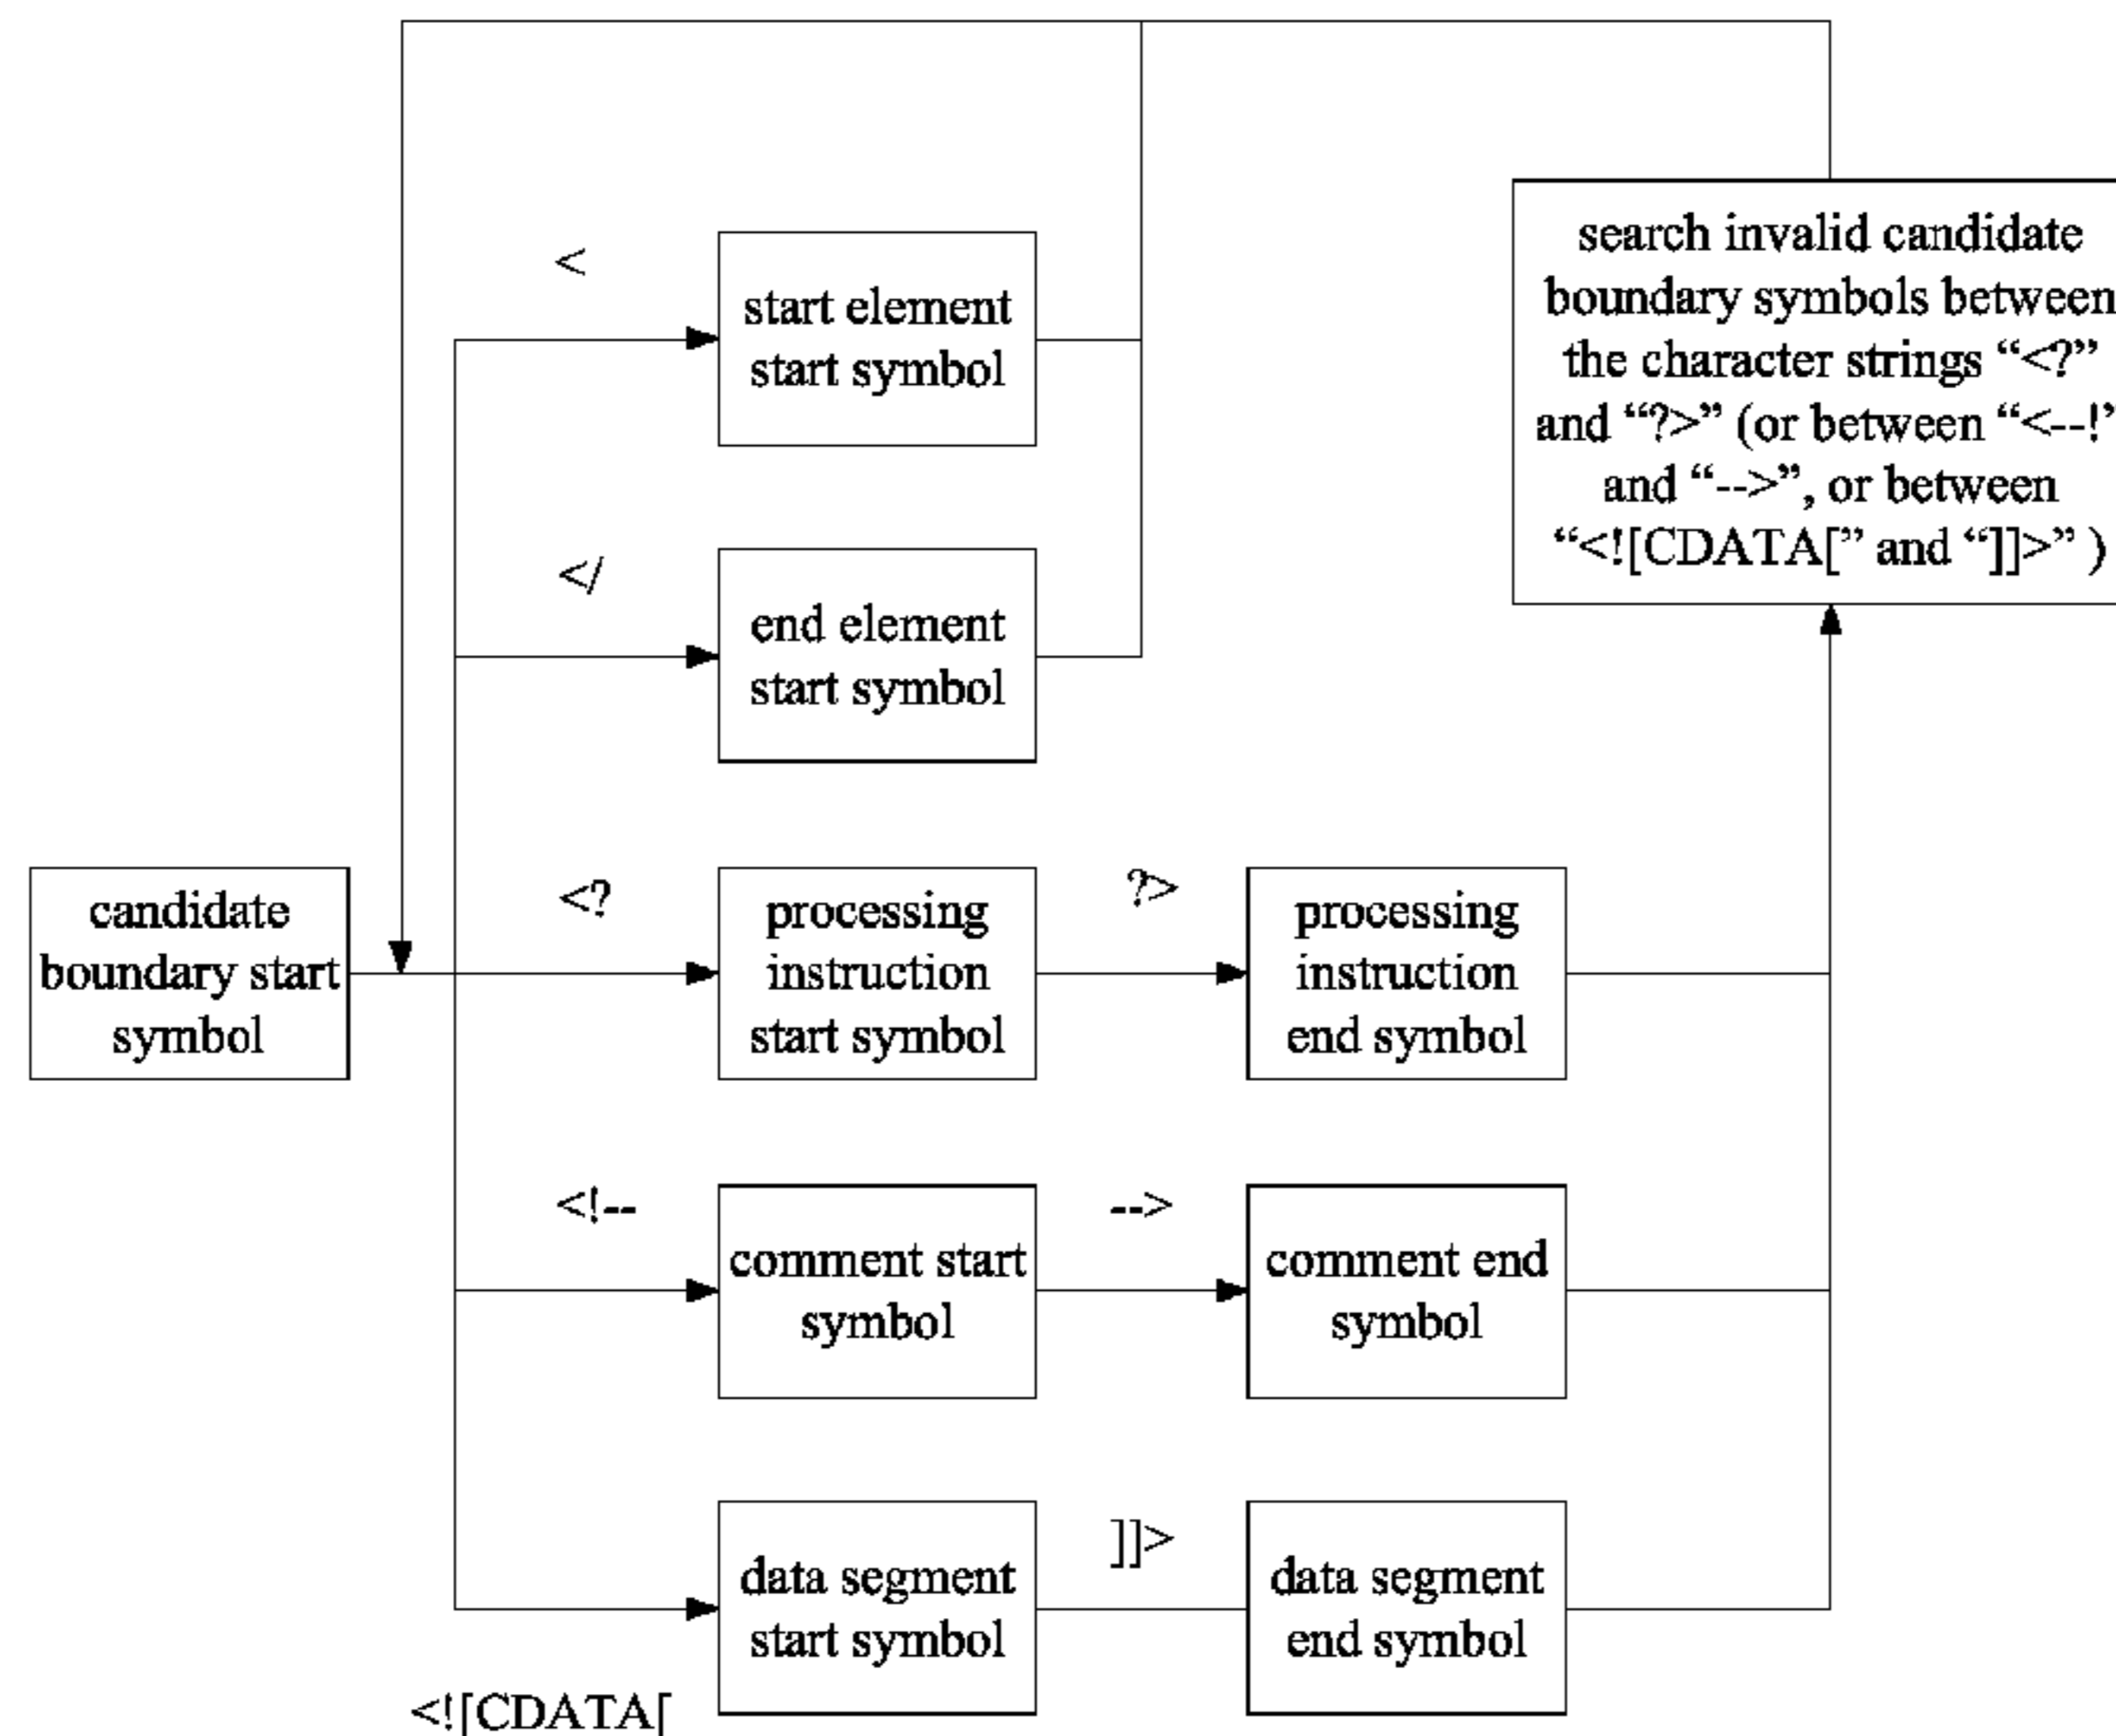 <
start element
start symbol
search invalid candidate
boundary symbols between
the character strings “<?”
and “?>” (or between “<--!”
and “-->”, or between
“<![CDATA[” and “]]>” )
</
end element
start symbol
candidate
boundary start
symbol
<?
processing
instruction
start symbol
?>
processing
instruction
end symbol
<!--
comment start
symbol
-->
comment end
symbol
<![CDATA[
data segment
start symbol
]]>
data segment
end symbol